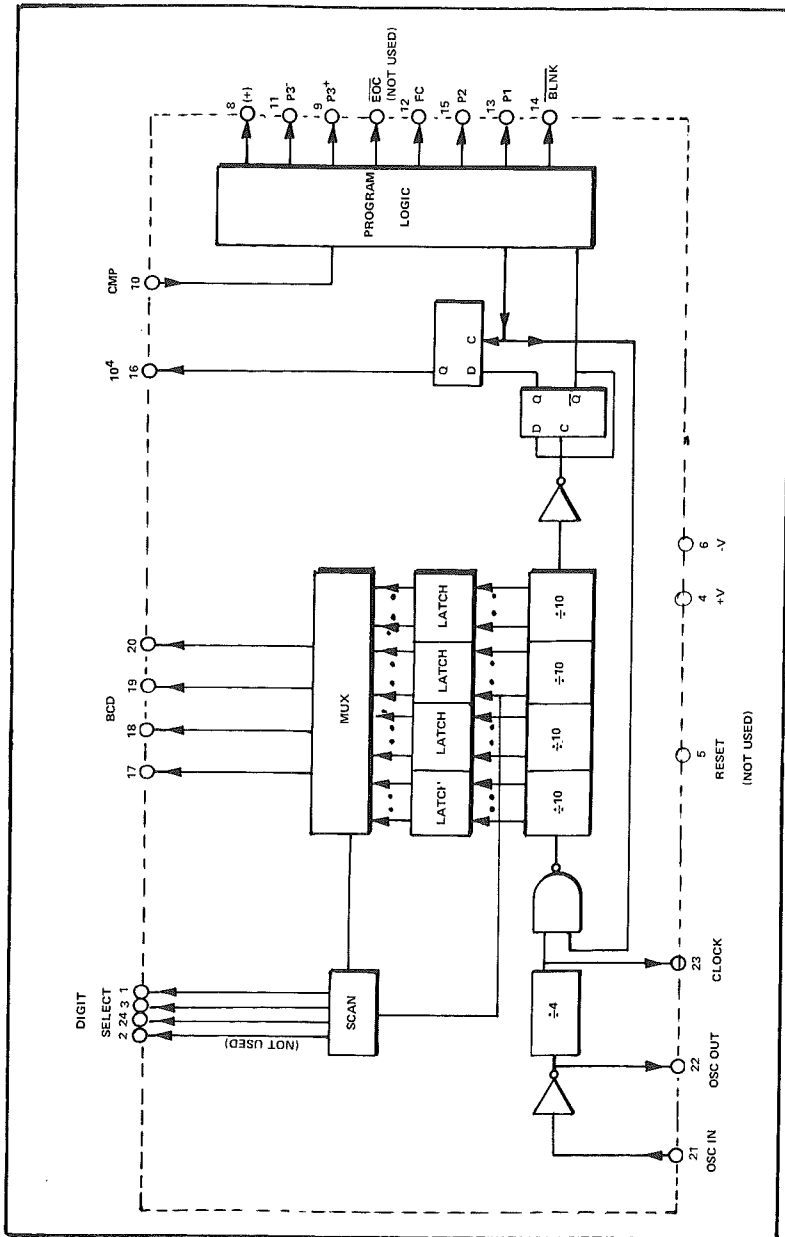 DIGIT
SELECT
2 24 3 1
(NOT USED)
BCD
17 18 19 20
10⁴
16
CMP
10
SCAN
MUX
LATCH' LATCH LATCH LATCH
÷10 ÷10 ÷10 ÷10
÷4
D Q
C Q̅
Q
D C
PROGRAM
LOGIC
8 (+)
11 P3⁻
9 P3⁺
E̅O̅C̅
(NOT USED)
12 FC
15 P2
13 P1
14 B̅L̅N̅K̅
21
OSC IN
22
OSC OUT
23
CLOCK
5
RESET
(NOT USED)
4
+V
6
-V